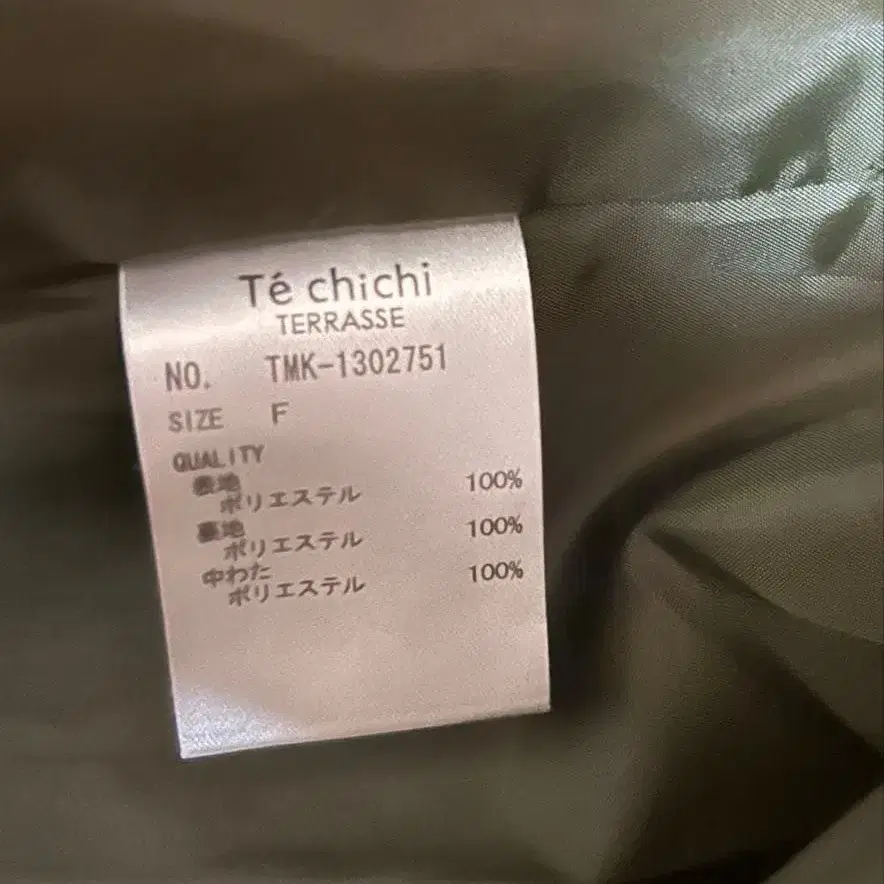 Té chichi
TERRASSE
NO. TMK-1302751
SIZE F
QUALITY
表地
ポリエステル 100%
裏地
ポリエステル 100%
中わた
ポリエステル 100%